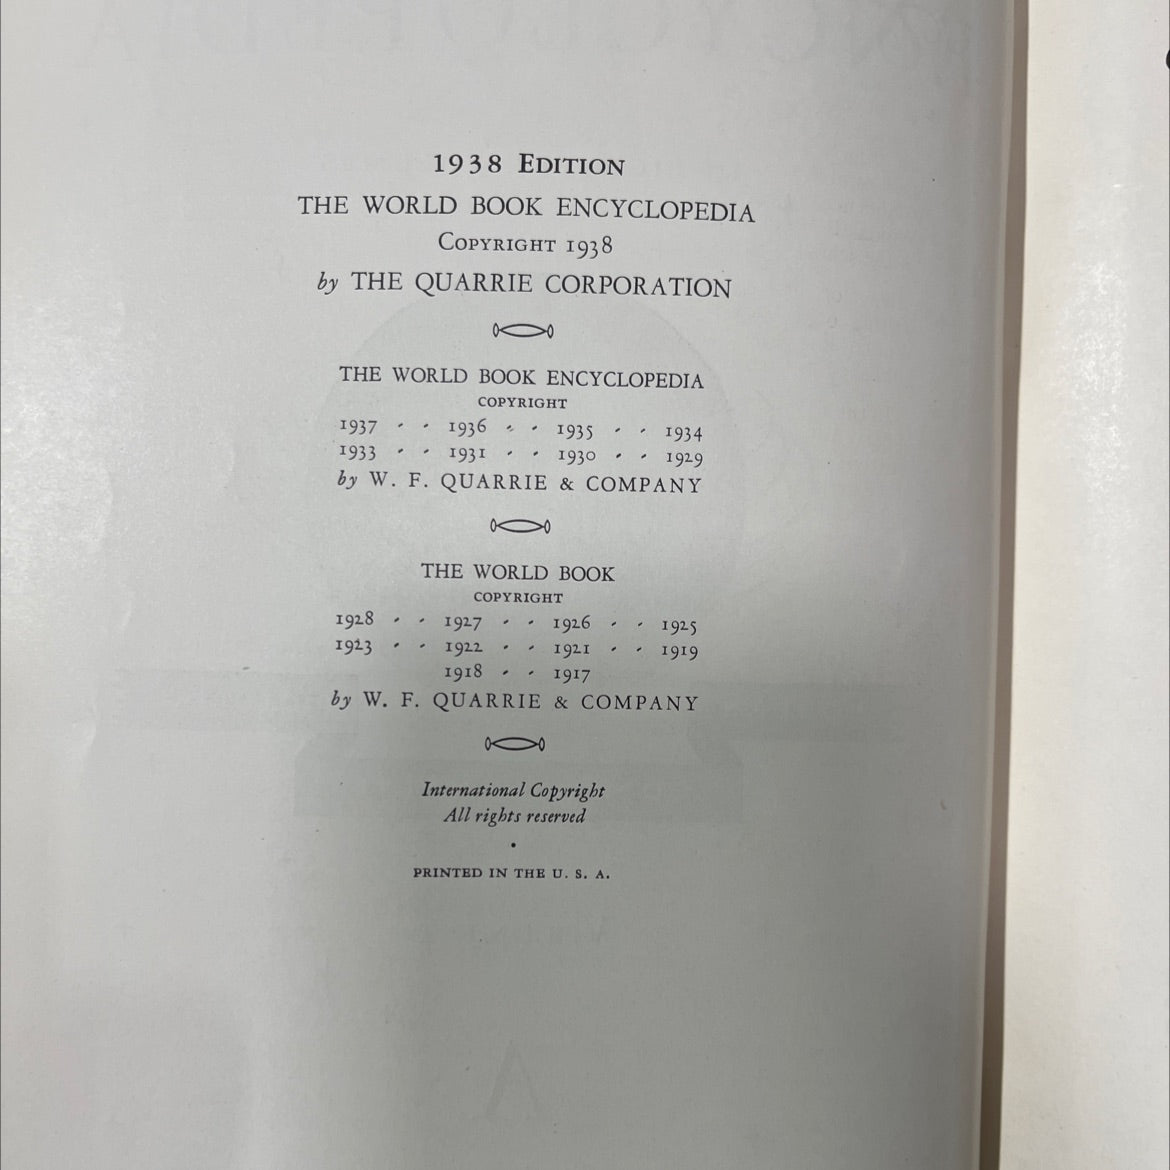 1938 EDITION
THE WORLD BOOK ENCYCLOPEDIA
COPYRIGHT 1938
by THE QUARRIE CORPORATION
THE WORLD BOOK ENCYCLOPEDIA
COPYRIGHT
1937 · · 1936 · · 1935 · · 1934
1933 · · 1931 · · 1930 · · 1929
by W. F. QUARRIE & COMPANY
THE WORLD BOOK
COPYRIGHT
1928 · · 1927 · · 1926 · · 1925
1923 · · 1922 · · 1921 · · 1919
1918 · · 1917
by W. F. QUARRIE & COMPANY
International Copyright
All rights reserved
·
PRINTED IN THE U. S. A.